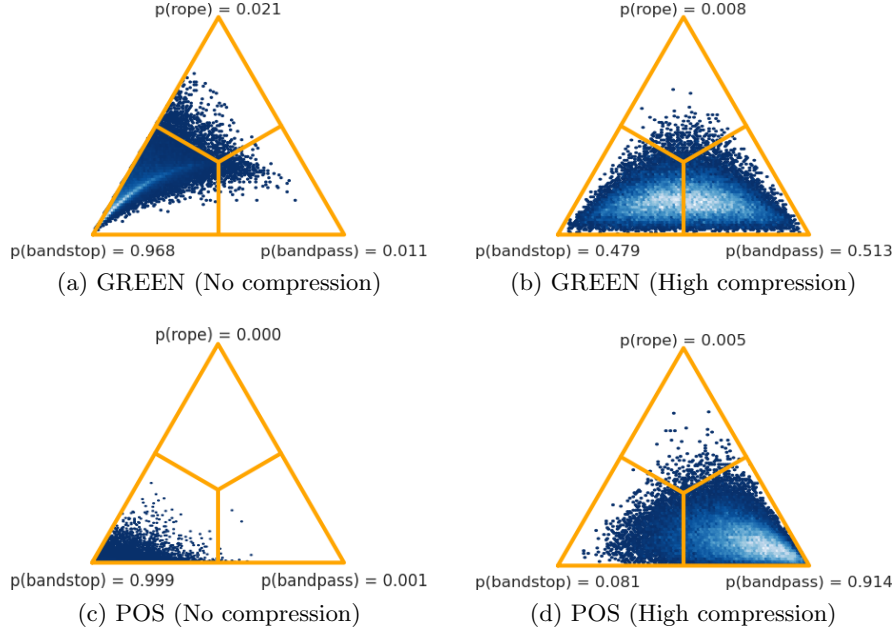 p(rope) = 0.021
p(rope) = 0.008
p(bandstop) = 0.968
p(bandpass) = 0.011
p(bandstop) = 0.479
p(bandpass) = 0.513
(a) GREEN (No compression)
(b) GREEN (High compression)
p(rope) = 0.000
p(rope) = 0.005
p(bandstop) = 0.999
p(bandpass) = 0.001
p(bandstop) = 0.081
p(bandpass) = 0.914
(c) POS (No compression)
(d) POS (High compression)